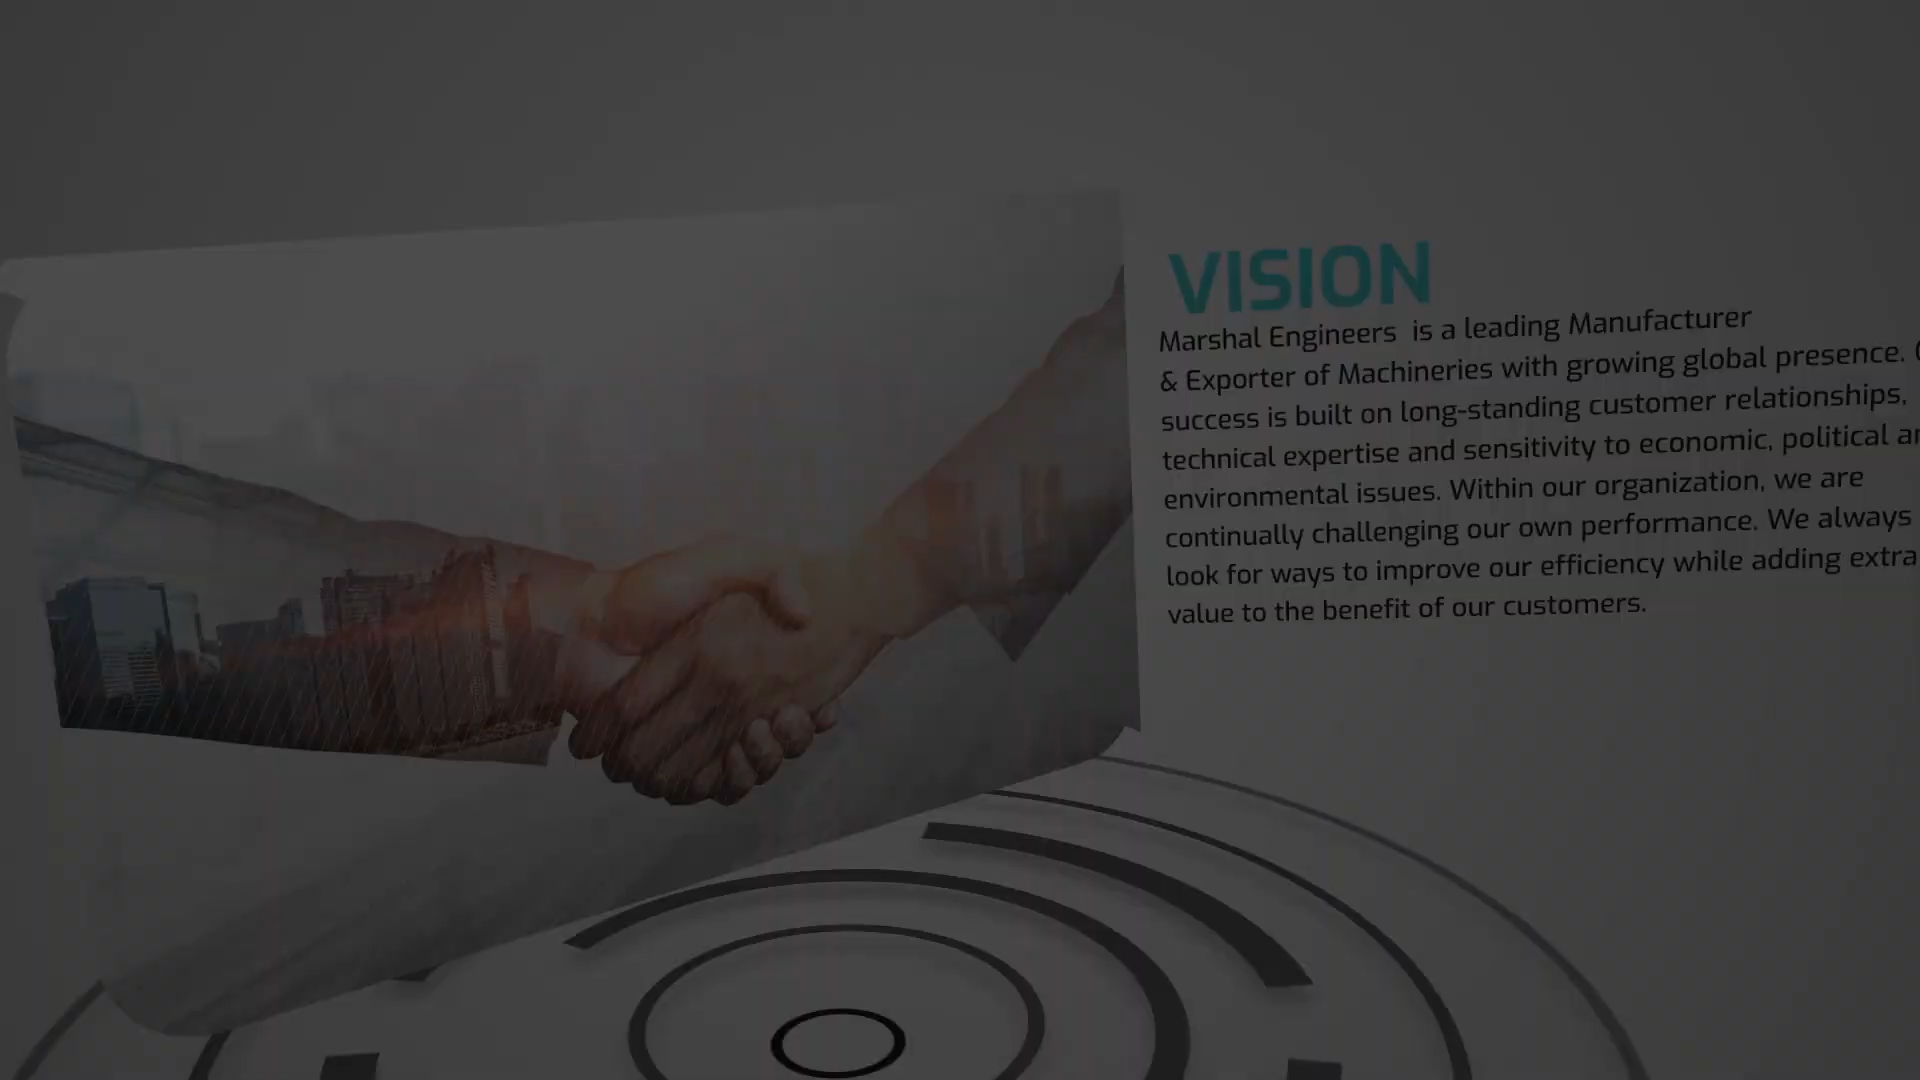 VISION
Marshal Engineers is a leading Manufacturer
& Exporter of Machineries with growing global presence.
success is built on long-standing customer relationships,
technical expertise and sensitivity to economic, political
environmental issues. Within our organization, we are
continually challenging our own performance. We always
look for ways to improve our efficiency while adding extra
value to the benefit of our customers.